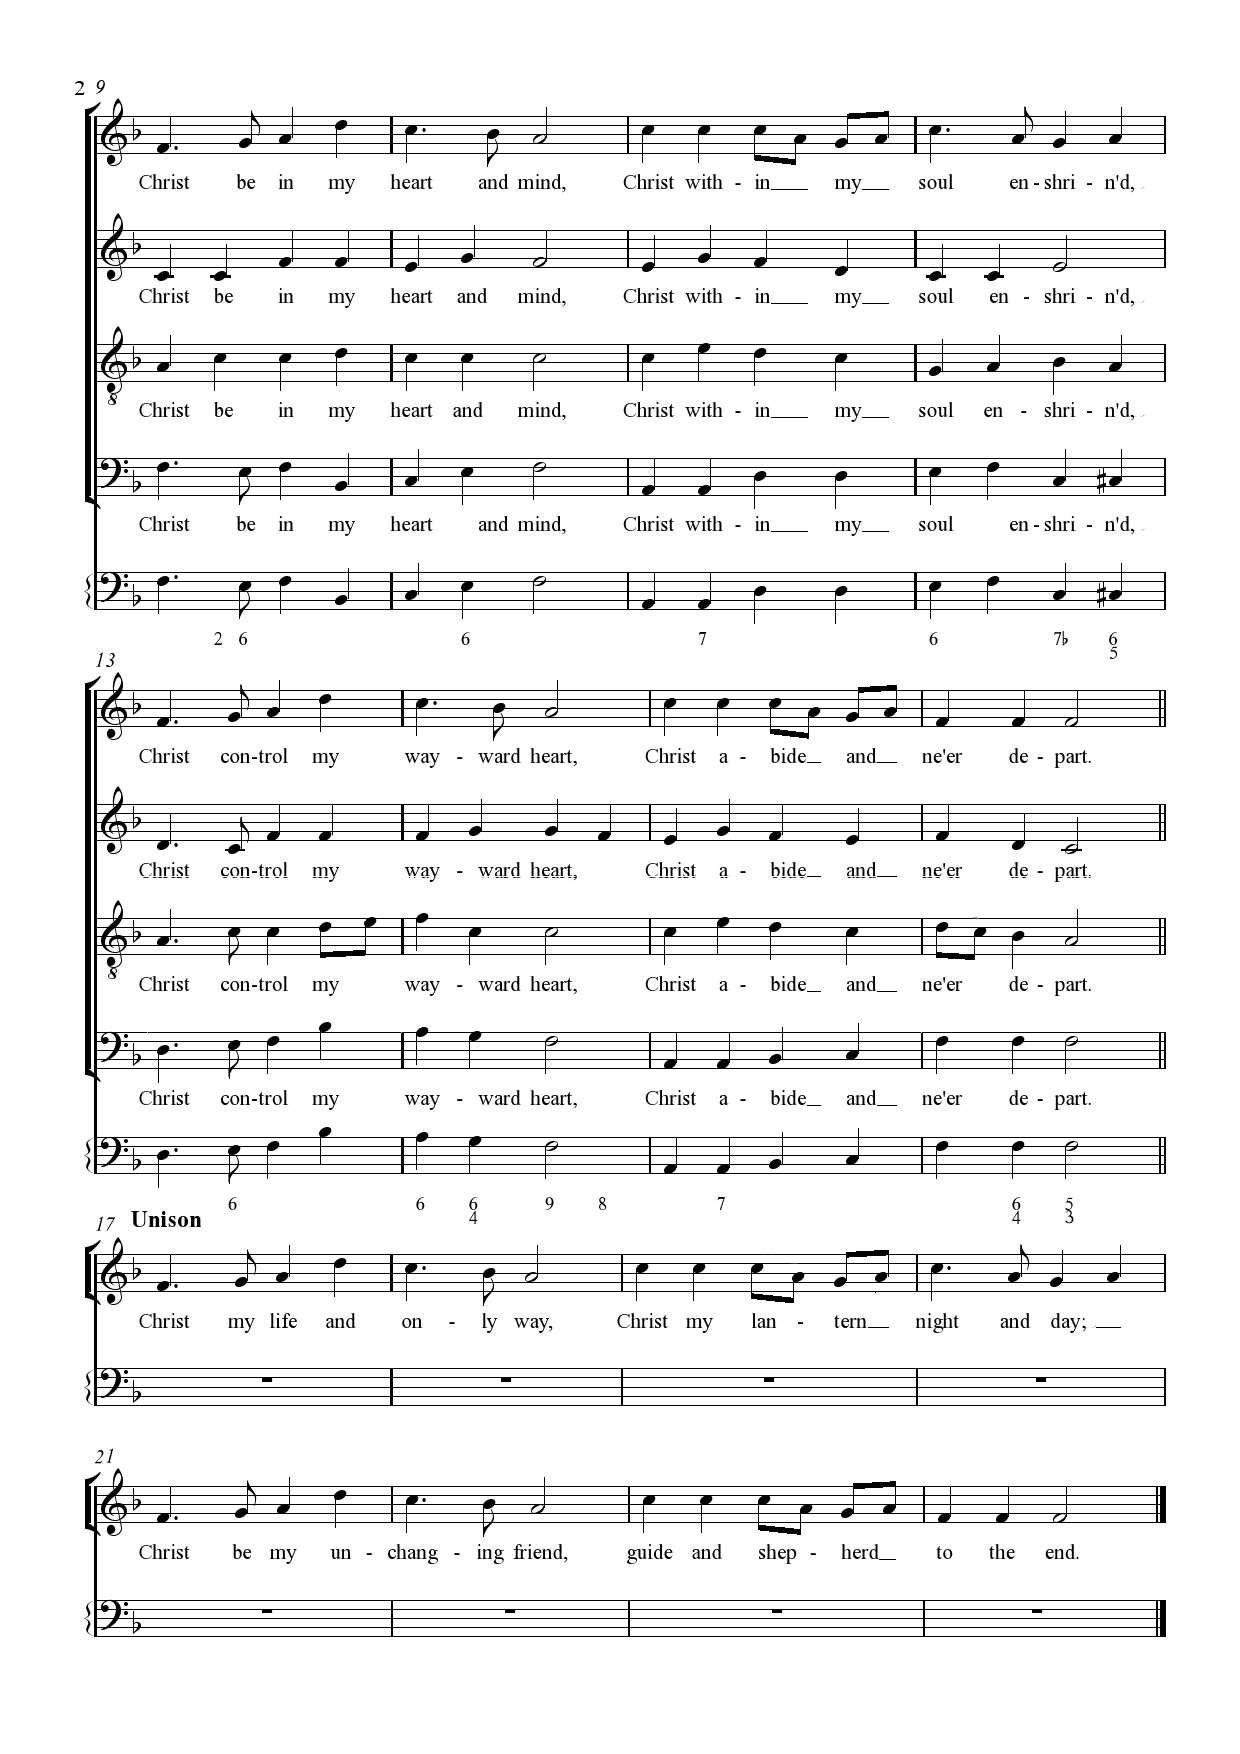 2 9
Christ be in my heart and mind, Christ with - in my soul en - shri - n'd,
Christ be in my heart and mind, Christ with - in my soul en - shri - n'd,
8
Christ be in my heart and mind, Christ with - in my soul en - shri - n'd,
Christ be in my heart and mind, Christ with - in my soul en - shri - n'd,
2 6 6 7 6 7♭ 6
5
13
Christ con-trol my way - ward heart, Christ a - bide and ne'er de - part.
Christ con-trol my way - ward heart, Christ a - bide and ne'er de - part.
8
Christ con-trol my way - ward heart, Christ a - bide and ne'er de - part.
Christ con-trol my way - ward heart, Christ a - bide and ne'er de - part.
6 6 6 9 8 7 6 5
4 4 3
17 Unison
Christ my life and on - ly way, Christ my lan - tern night and day;
21
Christ be my un - chang - ing friend, guide and shep - herd to the end.